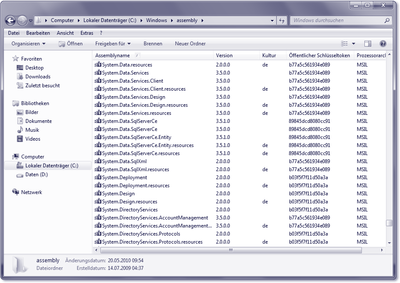 Computer ▸ Lokaler Datenträger (C:) ▸ Windows ▸ assembly
Windows durchsuchen
Datei Bearbeiten Ansicht Extras ?
Organisieren Öffnen Freigeben für Brennen Neuer Ordner
Favoriten
Desktop
Downloads
Zuletzt besucht
Bibliotheken
Bilder
Dokumente
Musik
Videos
Computer
Lokaler Datenträger (C:)
Daten (D:)
Netzwerk
Assemblyname Version Kultur Öffentlicher Schlüsseltoken Prozessorarch
System.Data.resources 2.0.0.0 de b77a5c561934e089 MSIL
System.Data.Services 3.5.0.0 b77a5c561934e089 MSIL
System.Data.Services.Client 3.5.0.0 b77a5c561934e089 MSIL
System.Data.Services.Client.resources 3.5.0.0 de b77a5c561934e089 MSIL
System.Data.Services.Design 3.5.0.0 b77a5c561934e089 MSIL
System.Data.Services.Design.resources 3.5.0.0 de b77a5c561934e089 MSIL
System.Data.Services.resources 3.5.0.0 de b77a5c561934e089 MSIL
System.Data.SqlServerCe 3.5.1.0 89845dcd8080cc91 MSIL
System.Data.SqlServerCe 3.5.0.0 89845dcd8080cc91 MSIL
System.Data.SqlServerCe.Entity 3.5.1.0 89845dcd8080cc91 MSIL
System.Data.SqlServerCe.Entity.resources 3.5.1.0 de 89845dcd8080cc91 MSIL
System.Data.SqlServerCe.resources 3.5.1.0 de 89845dcd8080cc91 MSIL
System.Data.SqlXml 2.0.0.0 b77a5c561934e089 MSIL
System.Data.SqlXml.resources 2.0.0.0 de b77a5c561934e089 MSIL
System.Deployment 2.0.0.0 b03f5f7f11d50a3a MSIL
System.Deployment.resources 2.0.0.0 de b03f5f7f11d50a3a MSIL
System.Design 2.0.0.0 b03f5f7f11d50a3a MSIL
System.Design.resources 2.0.0.0 de b03f5f7f11d50a3a MSIL
System.DirectoryServices 2.0.0.0 b03f5f7f11d50a3a MSIL
System.DirectoryServices.AccountManagement 3.5.0.0 b77a5c561934e089 MSIL
System.DirectoryServices.AccountManagement... 3.5.0.0 de b77a5c561934e089 MSIL
System.DirectoryServices.Protocols 2.0.0.0 b03f5f7f11d50a3a MSIL
System.DirectoryServices.Protocols.resources 2.0.0.0 de b03f5f7f11d50a3a MSIL
assembly Änderungsdatum: 20.03.2010 09:54
Dateiordner Erstelldatum: 14.07.2009 04:37